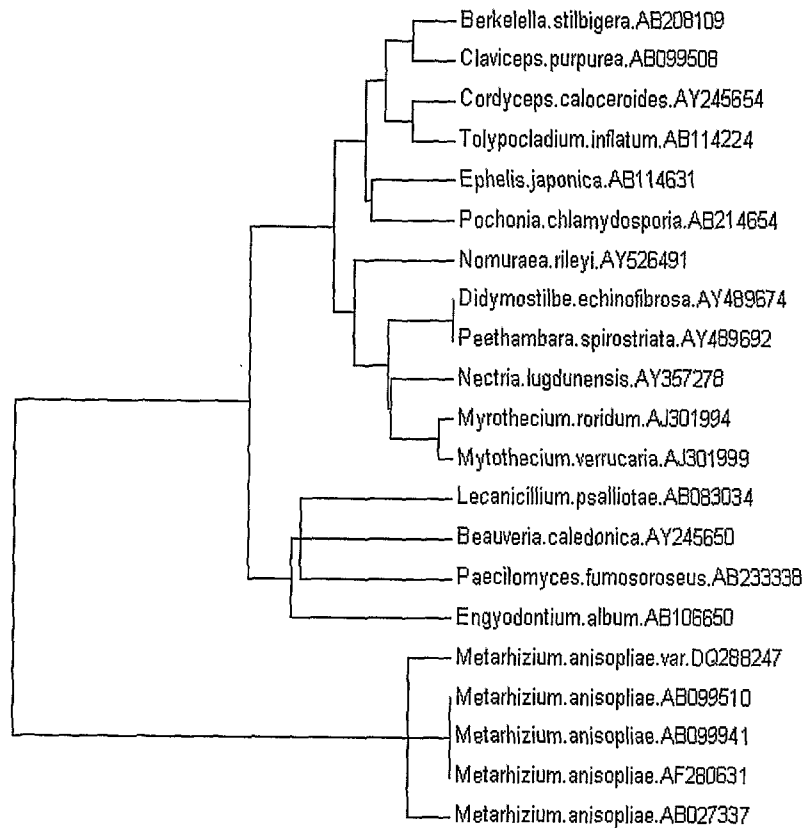 Berkelella.stilbigera.AB208109
Claviceps.purpurea.AB099508
Cordyceps.caloceroides.AY245654
Tolypocladium.inflatum.AB114224
Ephelis.japonica.AB114631
Pochonia.chlamydosporia.AB214654
Nomuraea.rileyi.AY526491
Didymostilbe.echinofibrosa.AY489674
Peethambara.spirostriata.AY489692
Nectria.lugdunensis.AY357278
Myrothecium.roridum.AJ301994
Mytothecium.verrucaria.AJ301999
Lecanicillium.psalliotae.AB083034
Beauveria.caledonica.AY245650
Paecilomyces.fumosoroseus.AB233338
Engyodontium.album.AB106650
Metarhizium.anisopliae.var.DQ288247
Metarhizium.anisopliae.AB099510
Metarhizium.anisopliae.AB099941
Metarhizium.anisopliae.AF280631
Metarhizium.anisopliae.AB027337